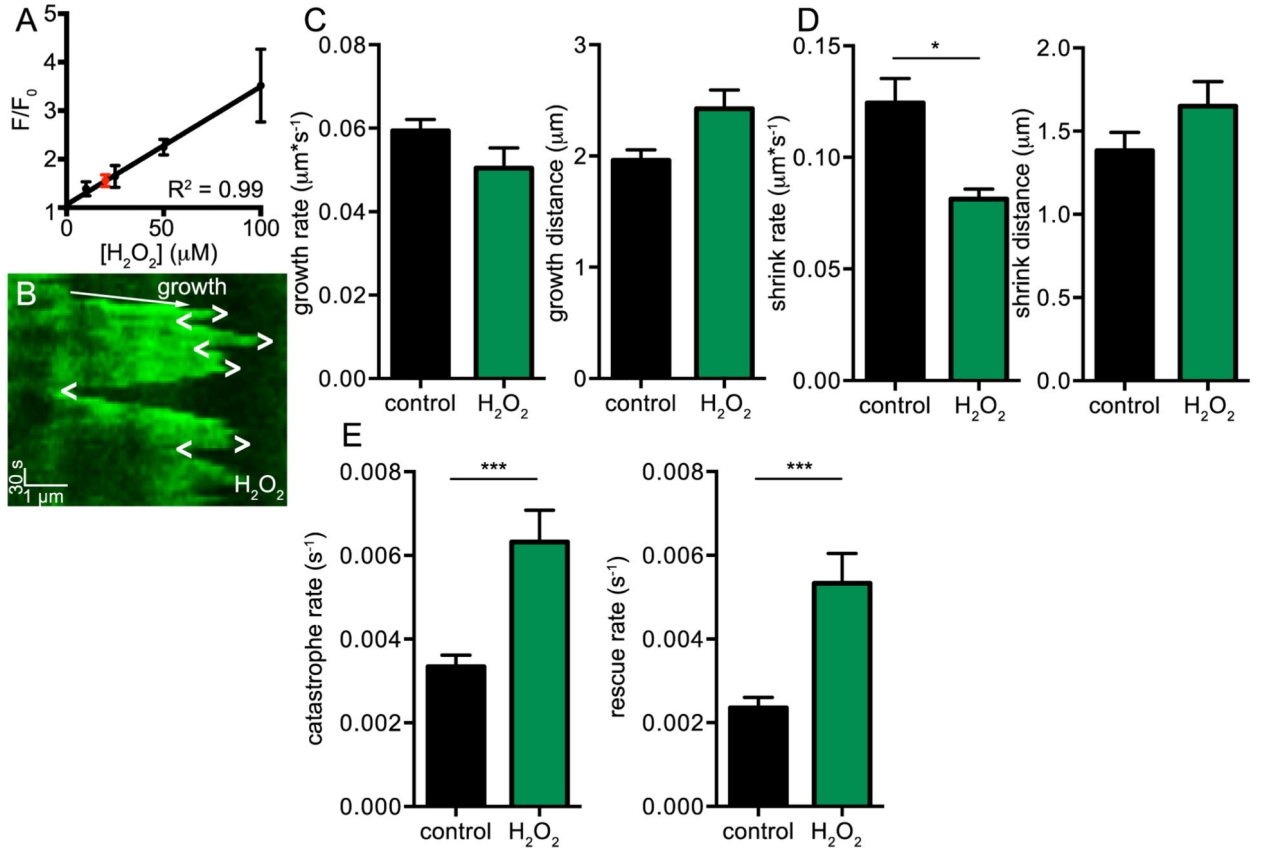 A
5
4
3
2
1
F/F₀
R² = 0.99
0
50
100
[H₂O₂] (μM)
B
growth
30 s
1 μm
H₂O₂
C
0.08
0.06
0.04
0.02
0.00
growth rate (μm*s⁻¹)
control
H₂O₂
3
2
1
0
growth distance (μm)
control
H₂O₂
D
0.15
0.10
0.05
0.00
shrink rate (μm*s⁻¹)
*
control
H₂O₂
2.0
1.5
1.0
0.5
0.0
shrink distance (μm)
control
H₂O₂
E
0.008
0.006
0.004
0.002
0.000
catastrophe rate (s⁻¹)
***
control
H₂O₂
0.008
0.006
0.004
0.002
0.000
rescue rate (s⁻¹)
***
control
H₂O₂